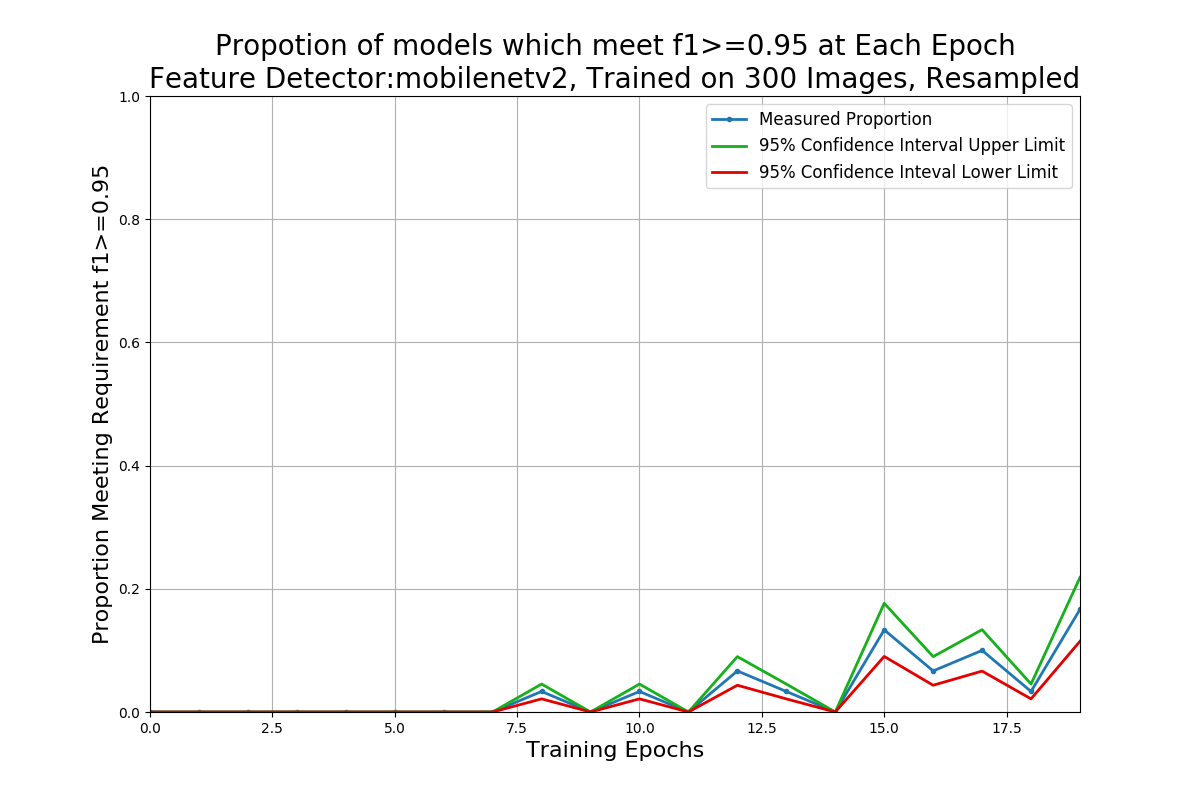 Propotion of models which meet f1>=0.95 at Each Epoch
Feature Detector:mobilenetv2, Trained on 300 Images, Resampled
Measured Proportion
95% Confidence Interval Upper Limit
95% Confidence Inteval Lower Limit
Proportion Meeting Requirement f1>=0.95
1.0
0.8
0.6
0.4
0.2
0.0
0.0 2.5 5.0 7.5 10.0 12.5 15.0 17.5
Training Epochs